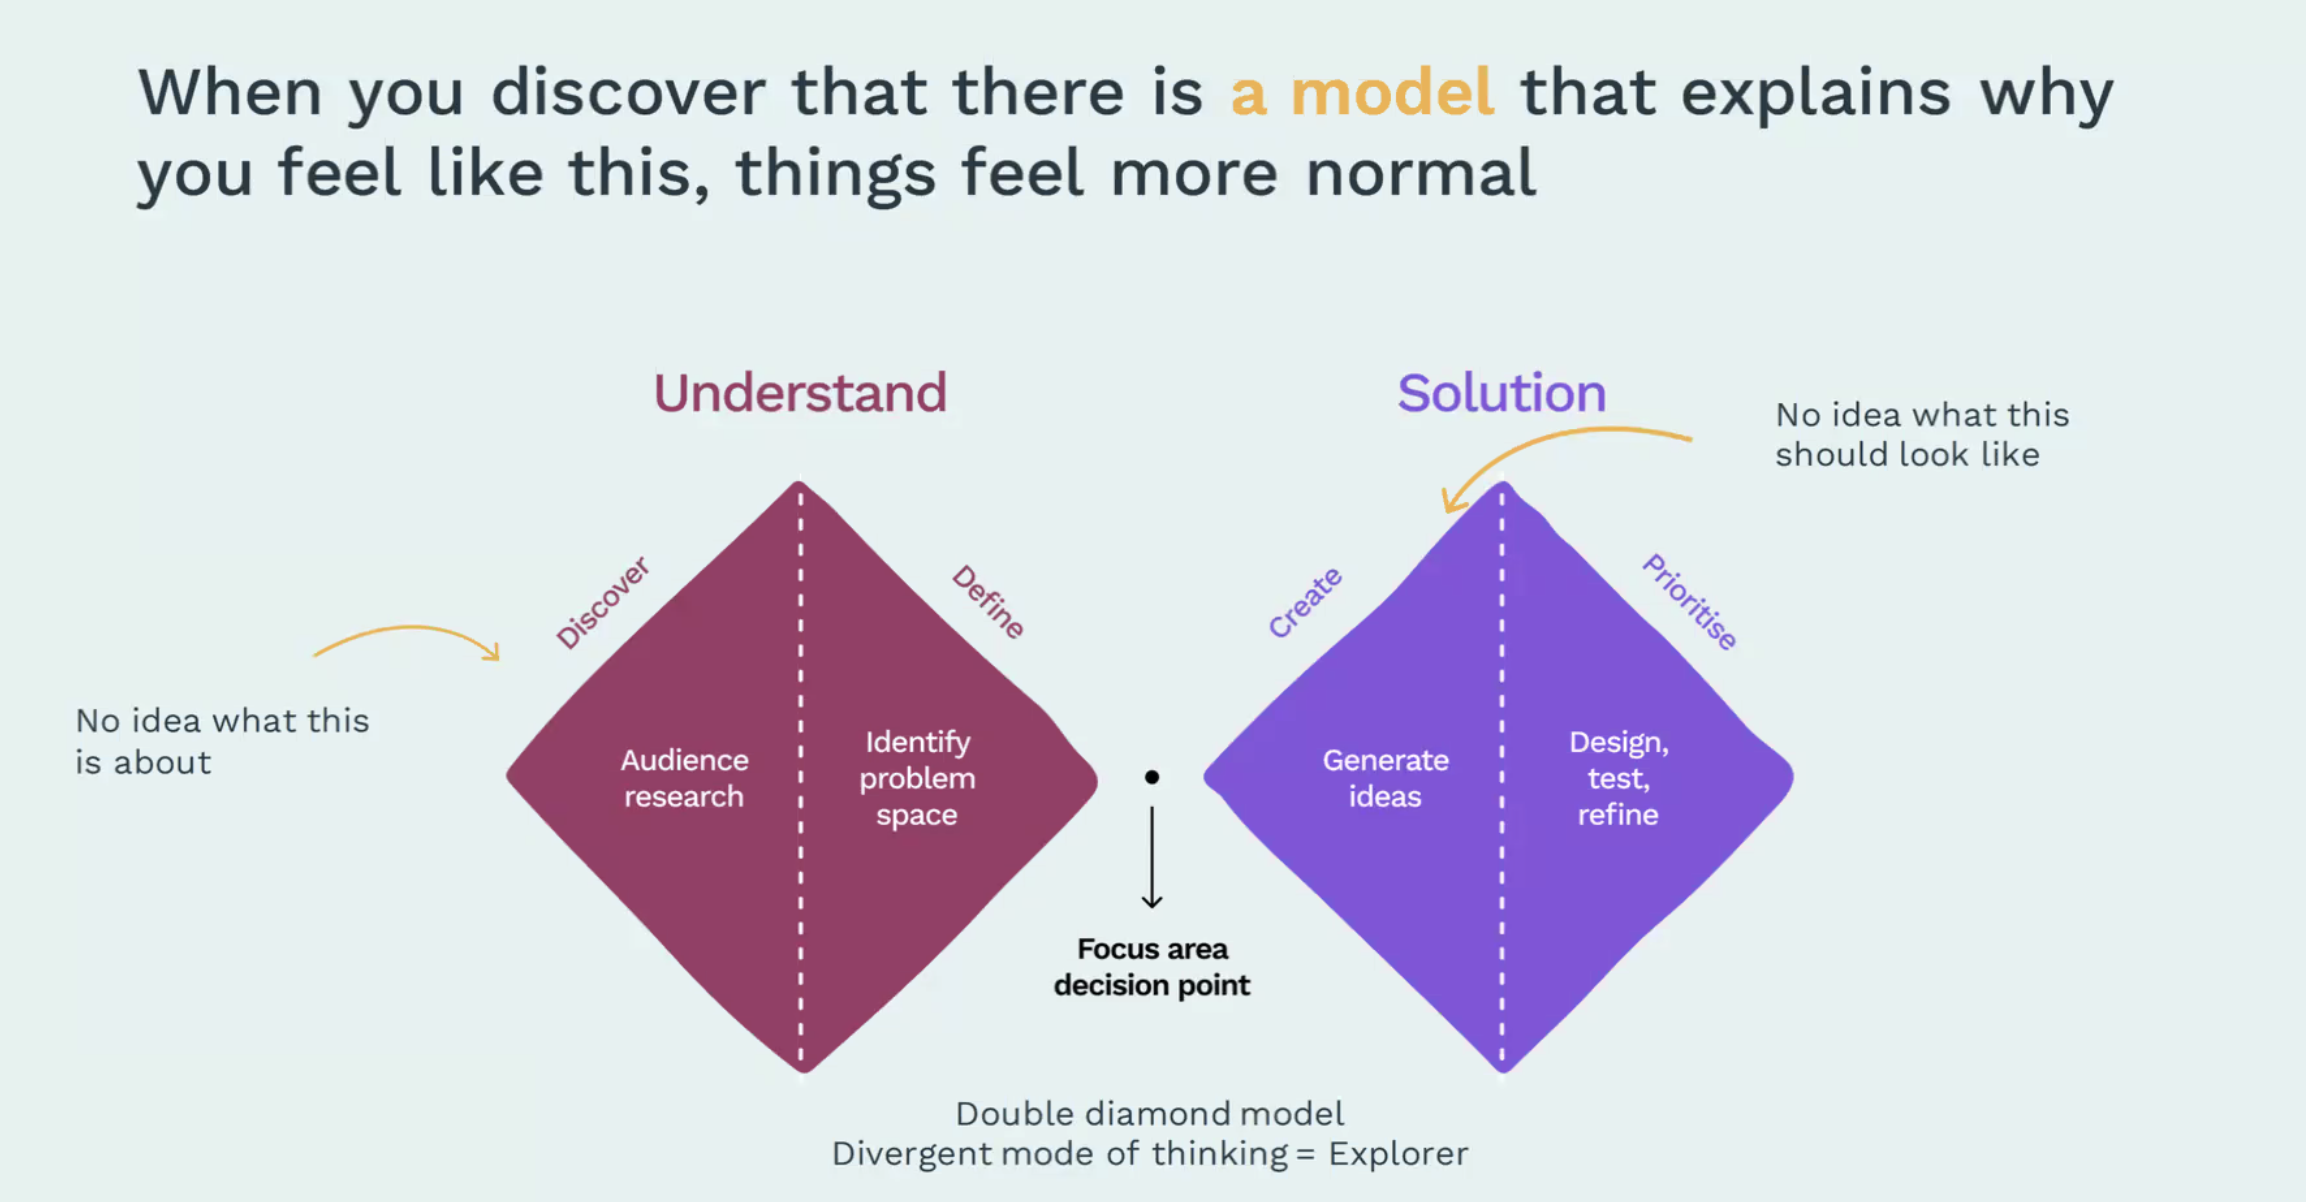 When you discover that there is a model that explains why
you feel like this, things feel more normal
Understand
Solution
No idea what this
should look like
Discover
Define
Create
Prioritise
No idea what this
is about
Audience
research
Identify
problem
space
Generate
ideas
Design,
test,
refine
Focus area
decision point
Double diamond model
Divergent mode of thinking = Explorer